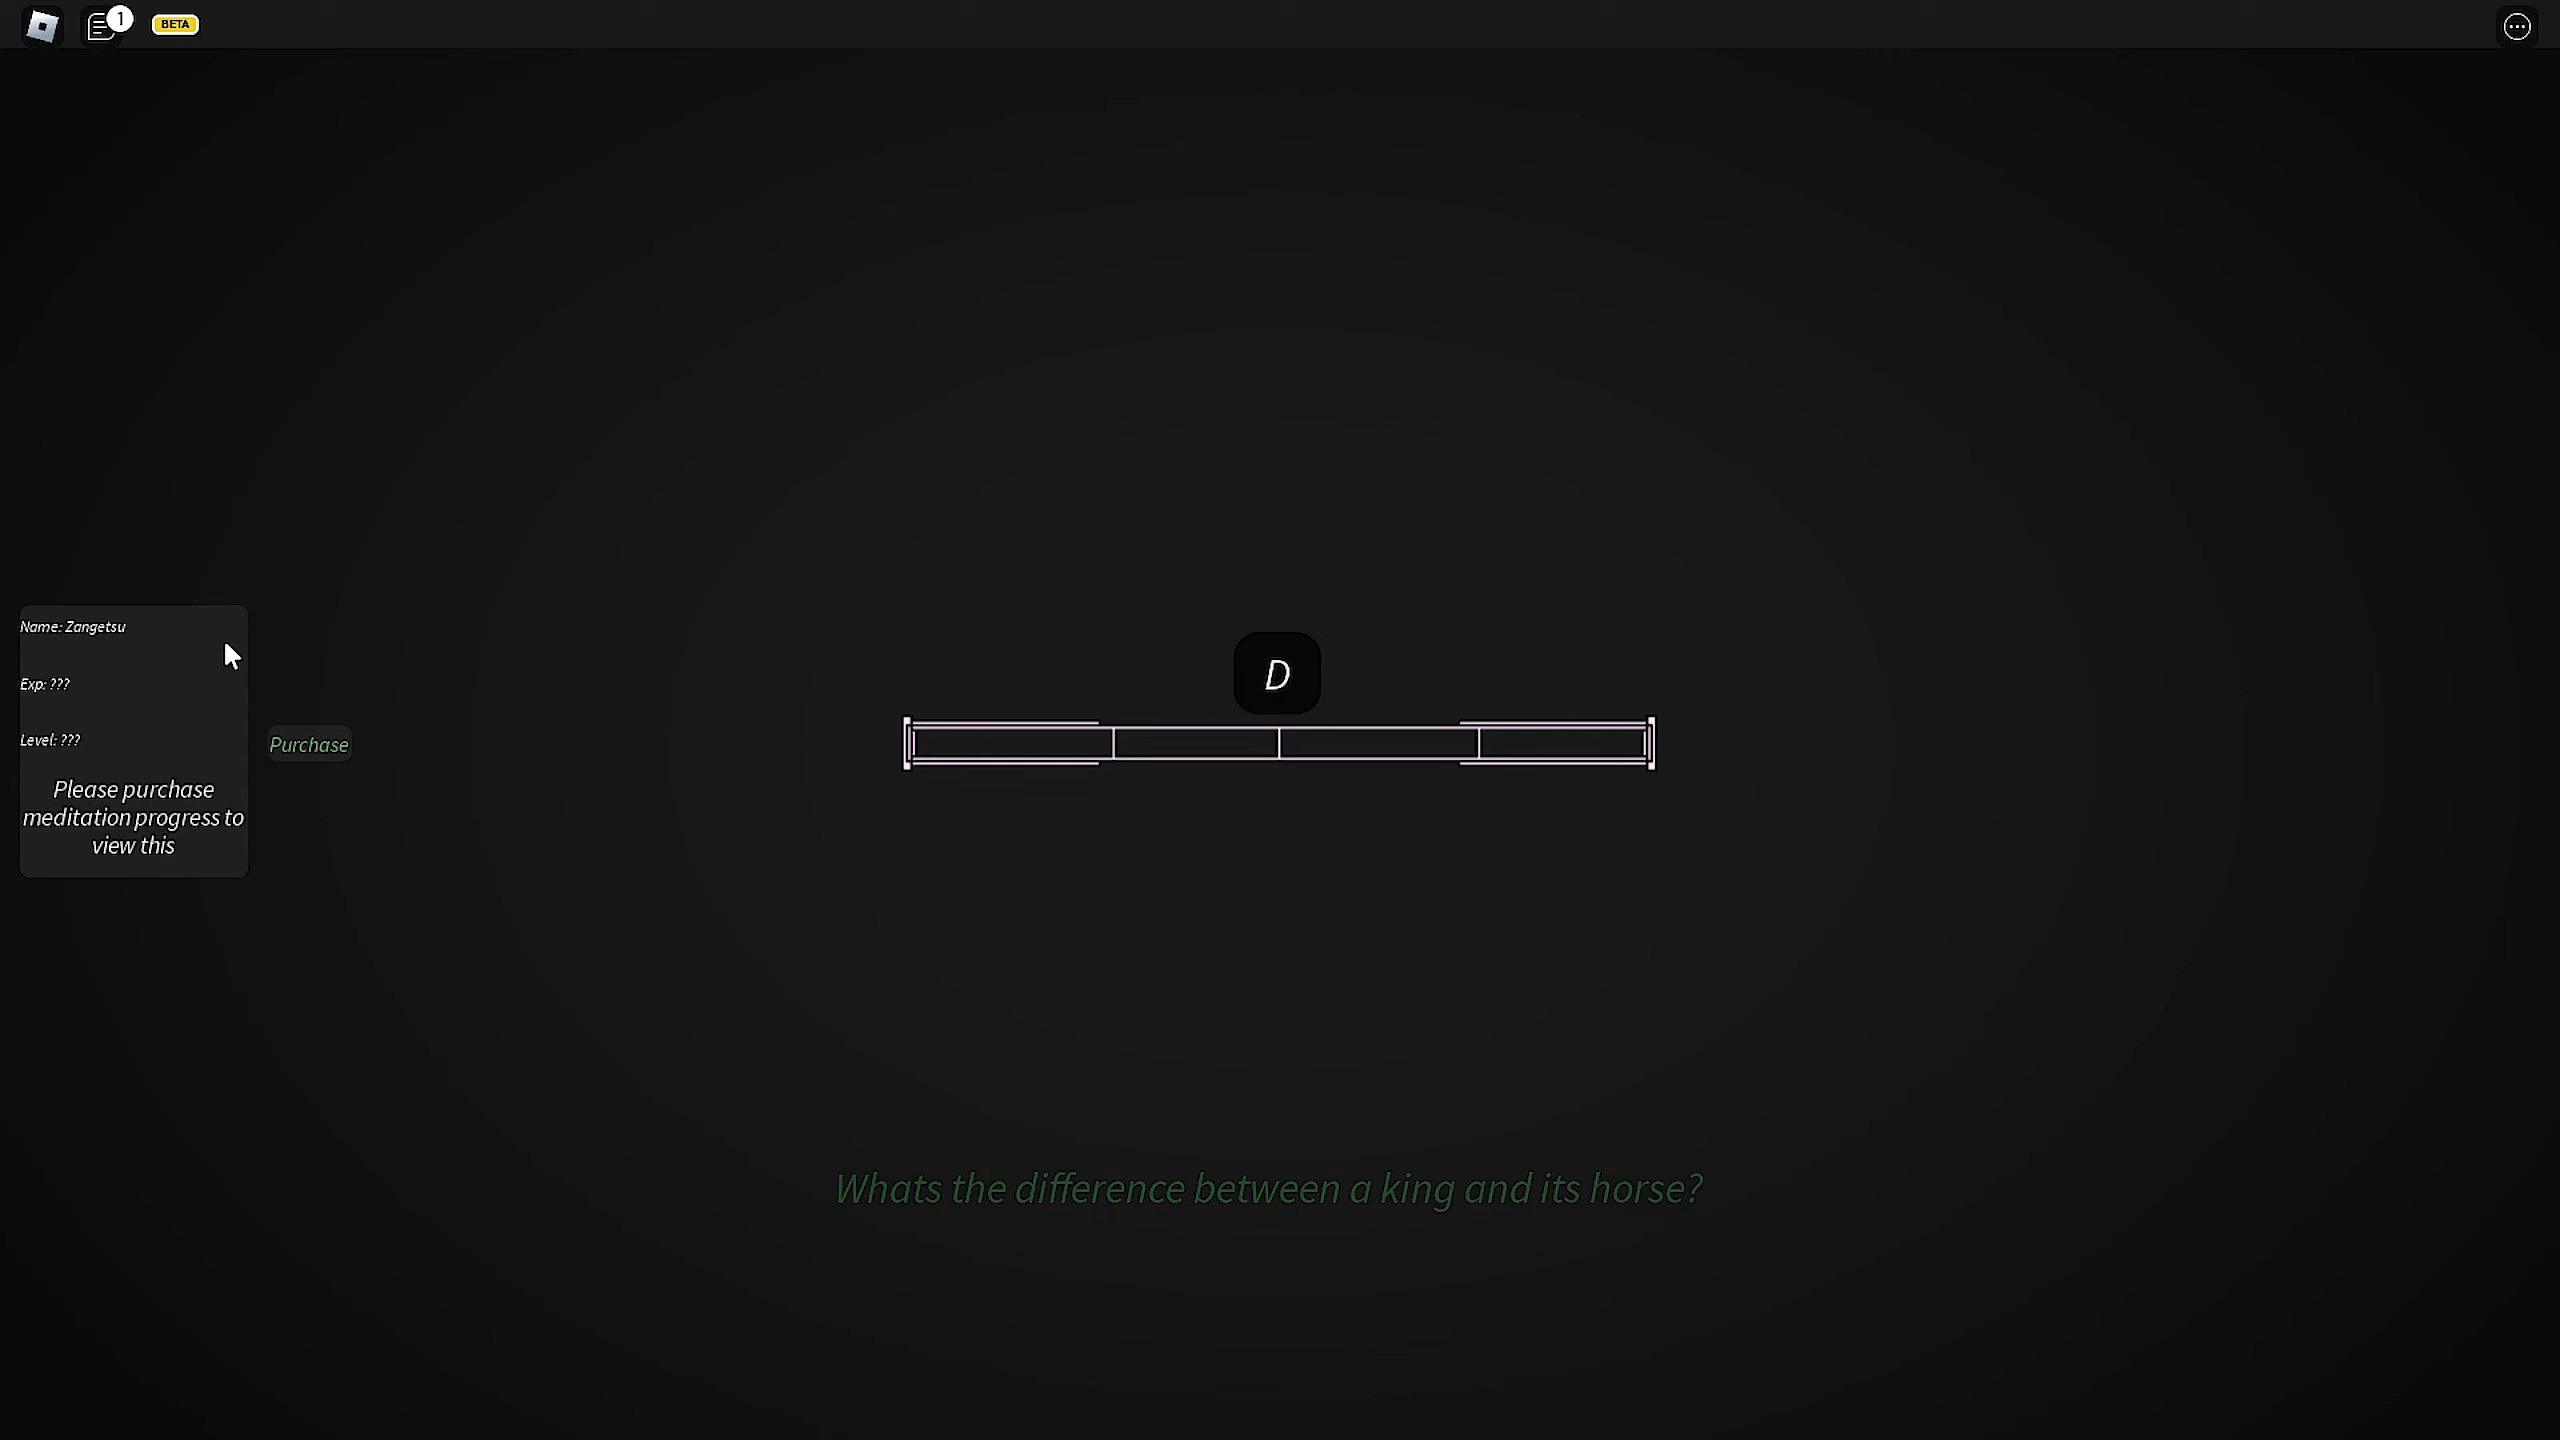 1
BETA
Name: Zangetsu
Exp: ???
Level: ???
Purchase
Please purchase
meditation progress to
view this
D
Whats the difference between a king and its horse?